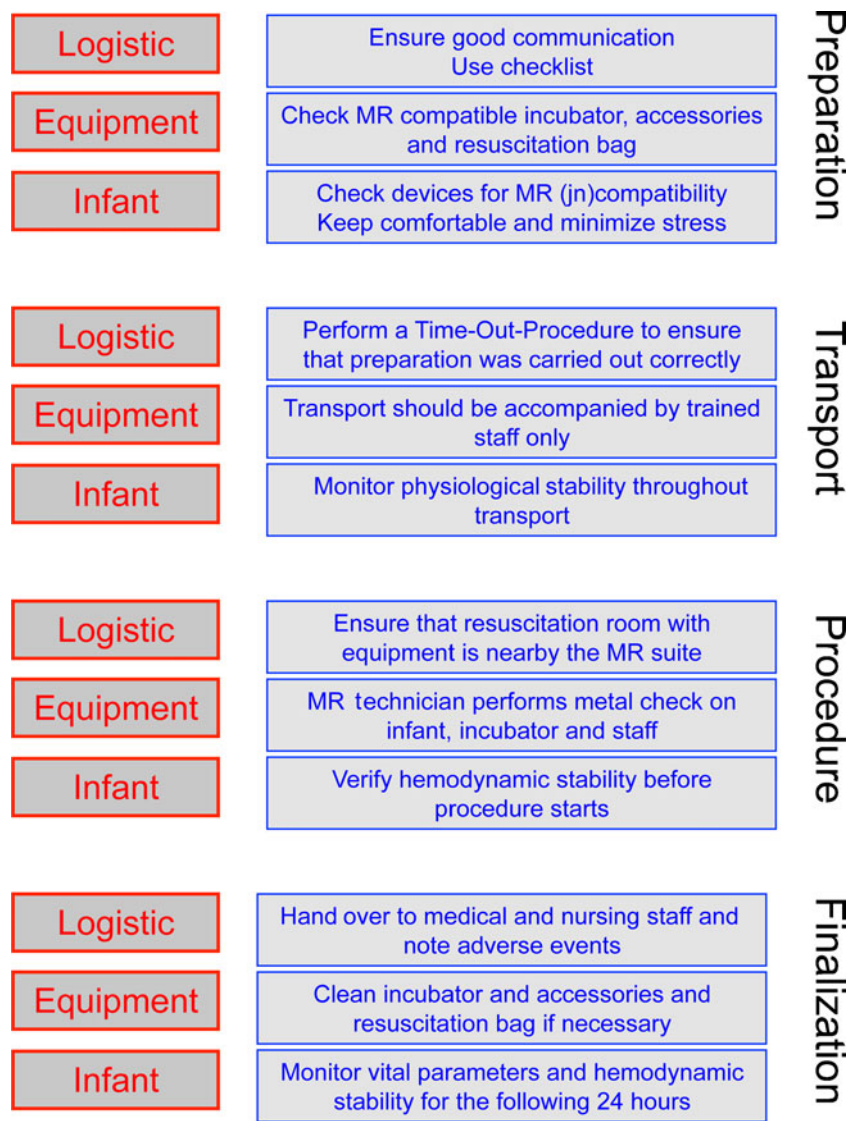 Preparation
Logistic
Ensure good communication
Use checklist
Equipment
Check MR compatible incubator, accessories
and resuscitation bag
Infant
Check devices for MR (jn)compatibility
Keep comfortable and minimize stress
Transport
Logistic
Perform a Time-Out-Procedure to ensure
that preparation was carried out correctly
Equipment
Transport should be accompanied by trained
staff only
Infant
Monitor physiological stability throughout
transport
Procedure
Logistic
Ensure that resuscitation room with
equipment is nearby the MR suite
Equipment
MR technician performs metal check on
infant, incubator and staff
Infant
Verify hemodynamic stability before
procedure starts
Finalization
Logistic
Hand over to medical and nursing staff and
note adverse events
Equipment
Clean incubator and accessories and
resuscitation bag if necessary
Infant
Monitor vital parameters and hemodynamic
stability for the following 24 hours